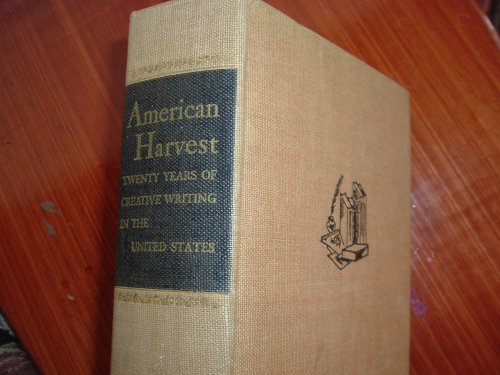 American
Harvest
TWENTY YEARS OF
CREATIVE WRITING
IN THE
UNITED STATES